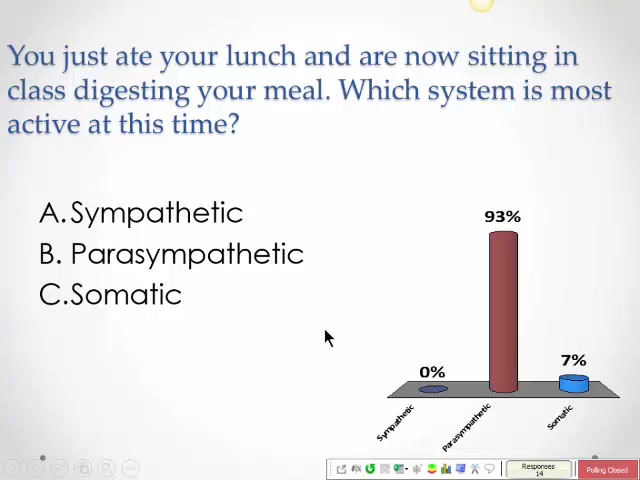 You just ate your lunch and are now sitting in
class digesting your meal. Which system is most
active at this time?
A. Sympathetic
B. Parasympathetic
C. Somatic
93%
7%
0%
Sympathetic
Parasympathetic
Somatic
Responses
14
Polling Closed